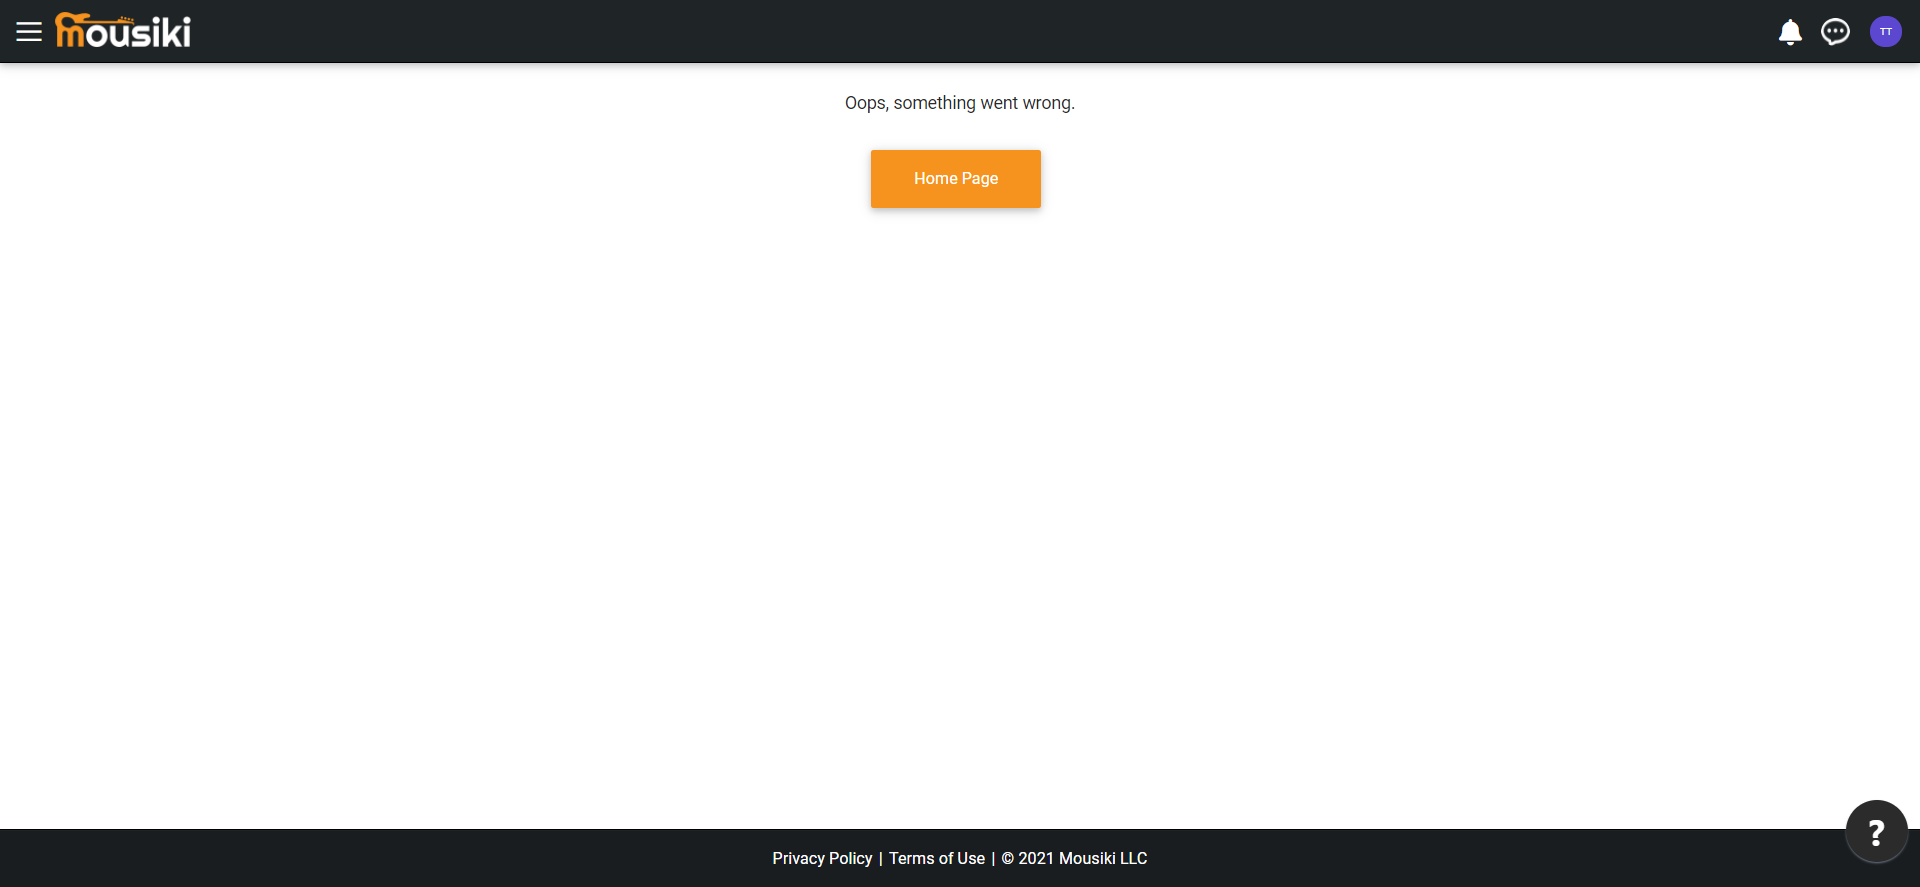 mousiki
TT
Oops, something went wrong.
Home Page
?
Privacy Policy | Terms of Use | © 2021 Mousiki LLC